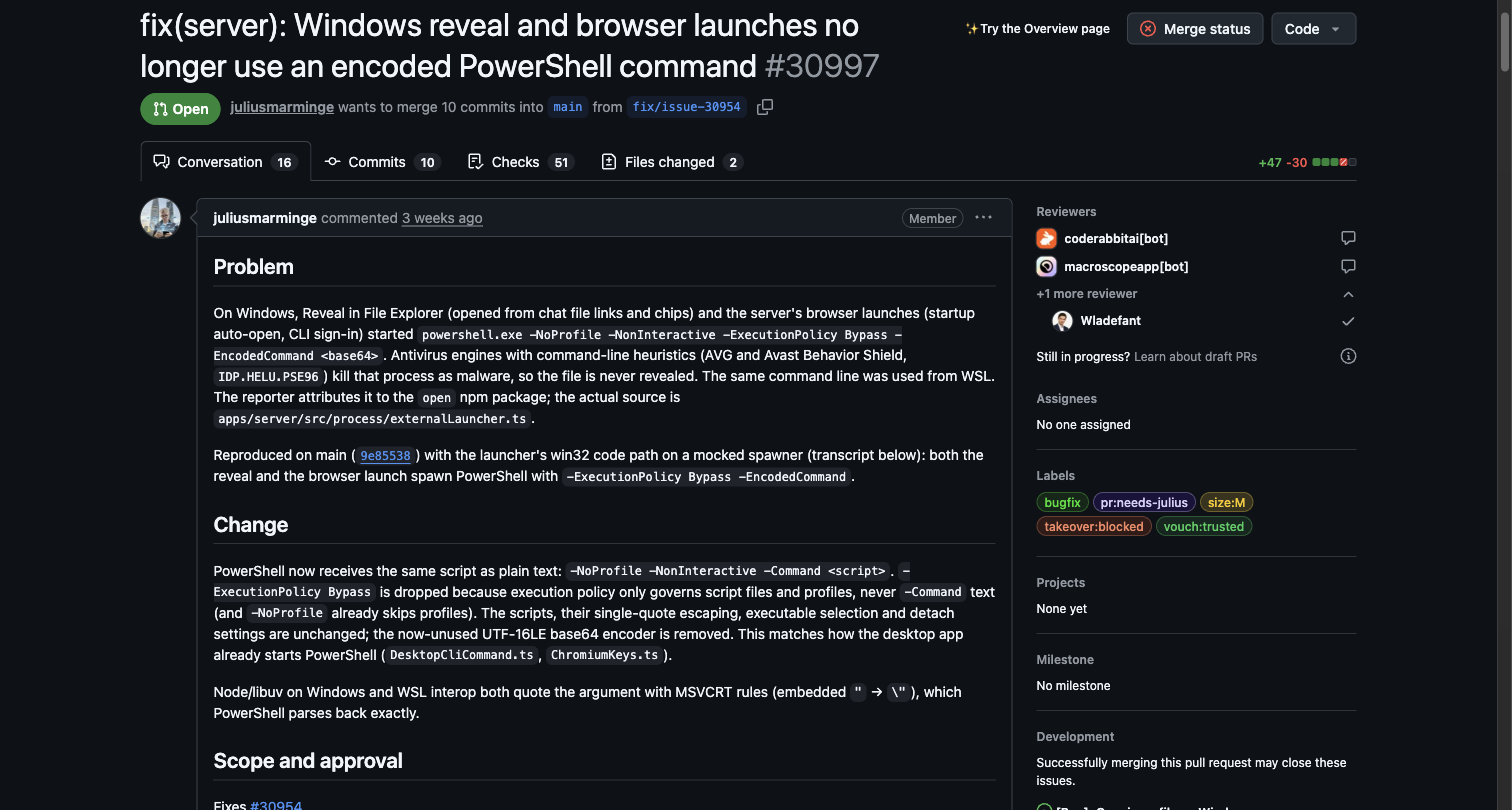 fix(server): Windows reveal and browser launches no
longer use an encoded PowerShell command #30997
✨Try the Overview page
Merge status
Code
Open
juliusmarminge wants to merge 10 commits into main from fix/issue-30954
Conversation 16
Commits 10
Checks 51
Files changed 2
+47 -30
juliusmarminge commented 3 weeks ago
Member
Problem
On Windows, Reveal in File Explorer (opened from chat file links and chips) and the server's browser launches (startup
auto-open, CLI sign-in) started powershell.exe -NoProfile -NonInteractive -ExecutionPolicy Bypass -
EncodedCommand <base64>. Antivirus engines with command-line heuristics (AVG and Avast Behavior Shield,
IDP.HELU.PSE96) kill that process as malware, so the file is never revealed. The same command line was used from WSL.
The reporter attributes it to the open npm package; the actual source is
apps/server/src/process/externalLauncher.ts.
Reproduced on main (9e85538) with the launcher's win32 code path on a mocked spawner (transcript below): both the
reveal and the browser launch spawn PowerShell with -ExecutionPolicy Bypass -EncodedCommand.
Change
PowerShell now receives the same script as plain text: -NoProfile -NonInteractive -Command <script>. -
ExecutionPolicy Bypass is dropped because execution policy only governs script files and profiles, never -Command text
(and -NoProfile already skips profiles). The scripts, their single-quote escaping, executable selection and detach
settings are unchanged; the now-unused UTF-16LE base64 encoder is removed. This matches how the desktop app
already starts PowerShell (DesktopCliCommand.ts, ChromiumKeys.ts).
Node/libuv on Windows and WSL interop both quote the argument with MSVCRT rules (embedded " → \"), which
PowerShell parses back exactly.
Scope and approval
Fixes #30954
Reviewers
coderabbitai[bot]
macroscopeapp[bot]
+1 more reviewer
Wladefant
Still in progress? Learn about draft PRs
Assignees
No one assigned
Labels
bugfix pr:needs-julius size:M
takeover:blocked vouch:trusted
Projects
None yet
Milestone
No milestone
Development
Successfully merging this pull request may close these
issues.